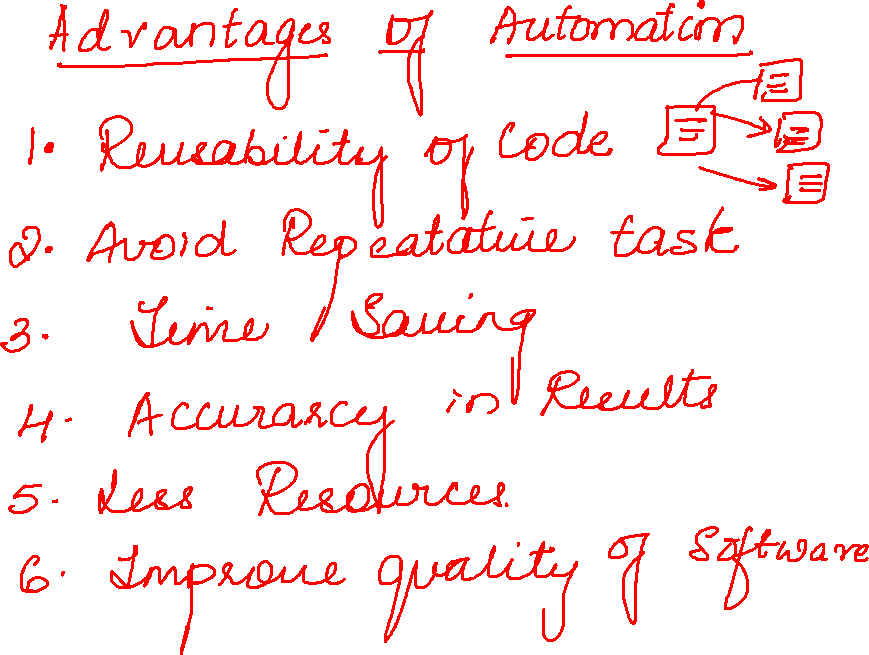 Advantages of Automation
1. Reusability of Code
2. Avoid Repeatative task
3. Time Saving
4. Accurarcy in Results
5. Less Resources.
6. Improve quality of Software